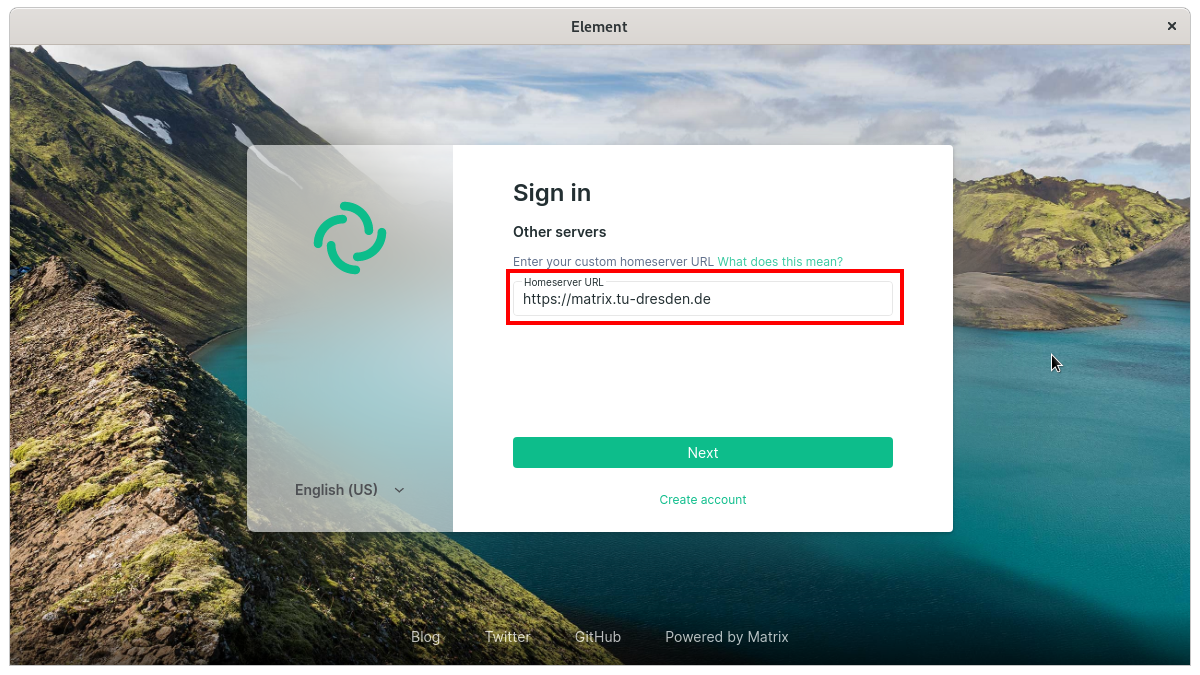 Element
Sign in
Other servers
Enter your custom homeserver URL What does this mean?
Homeserver URL
https://matrix.tu-dresden.de
Next
English (US)
Create account
Blog Twitter GitHub Powered by Matrix